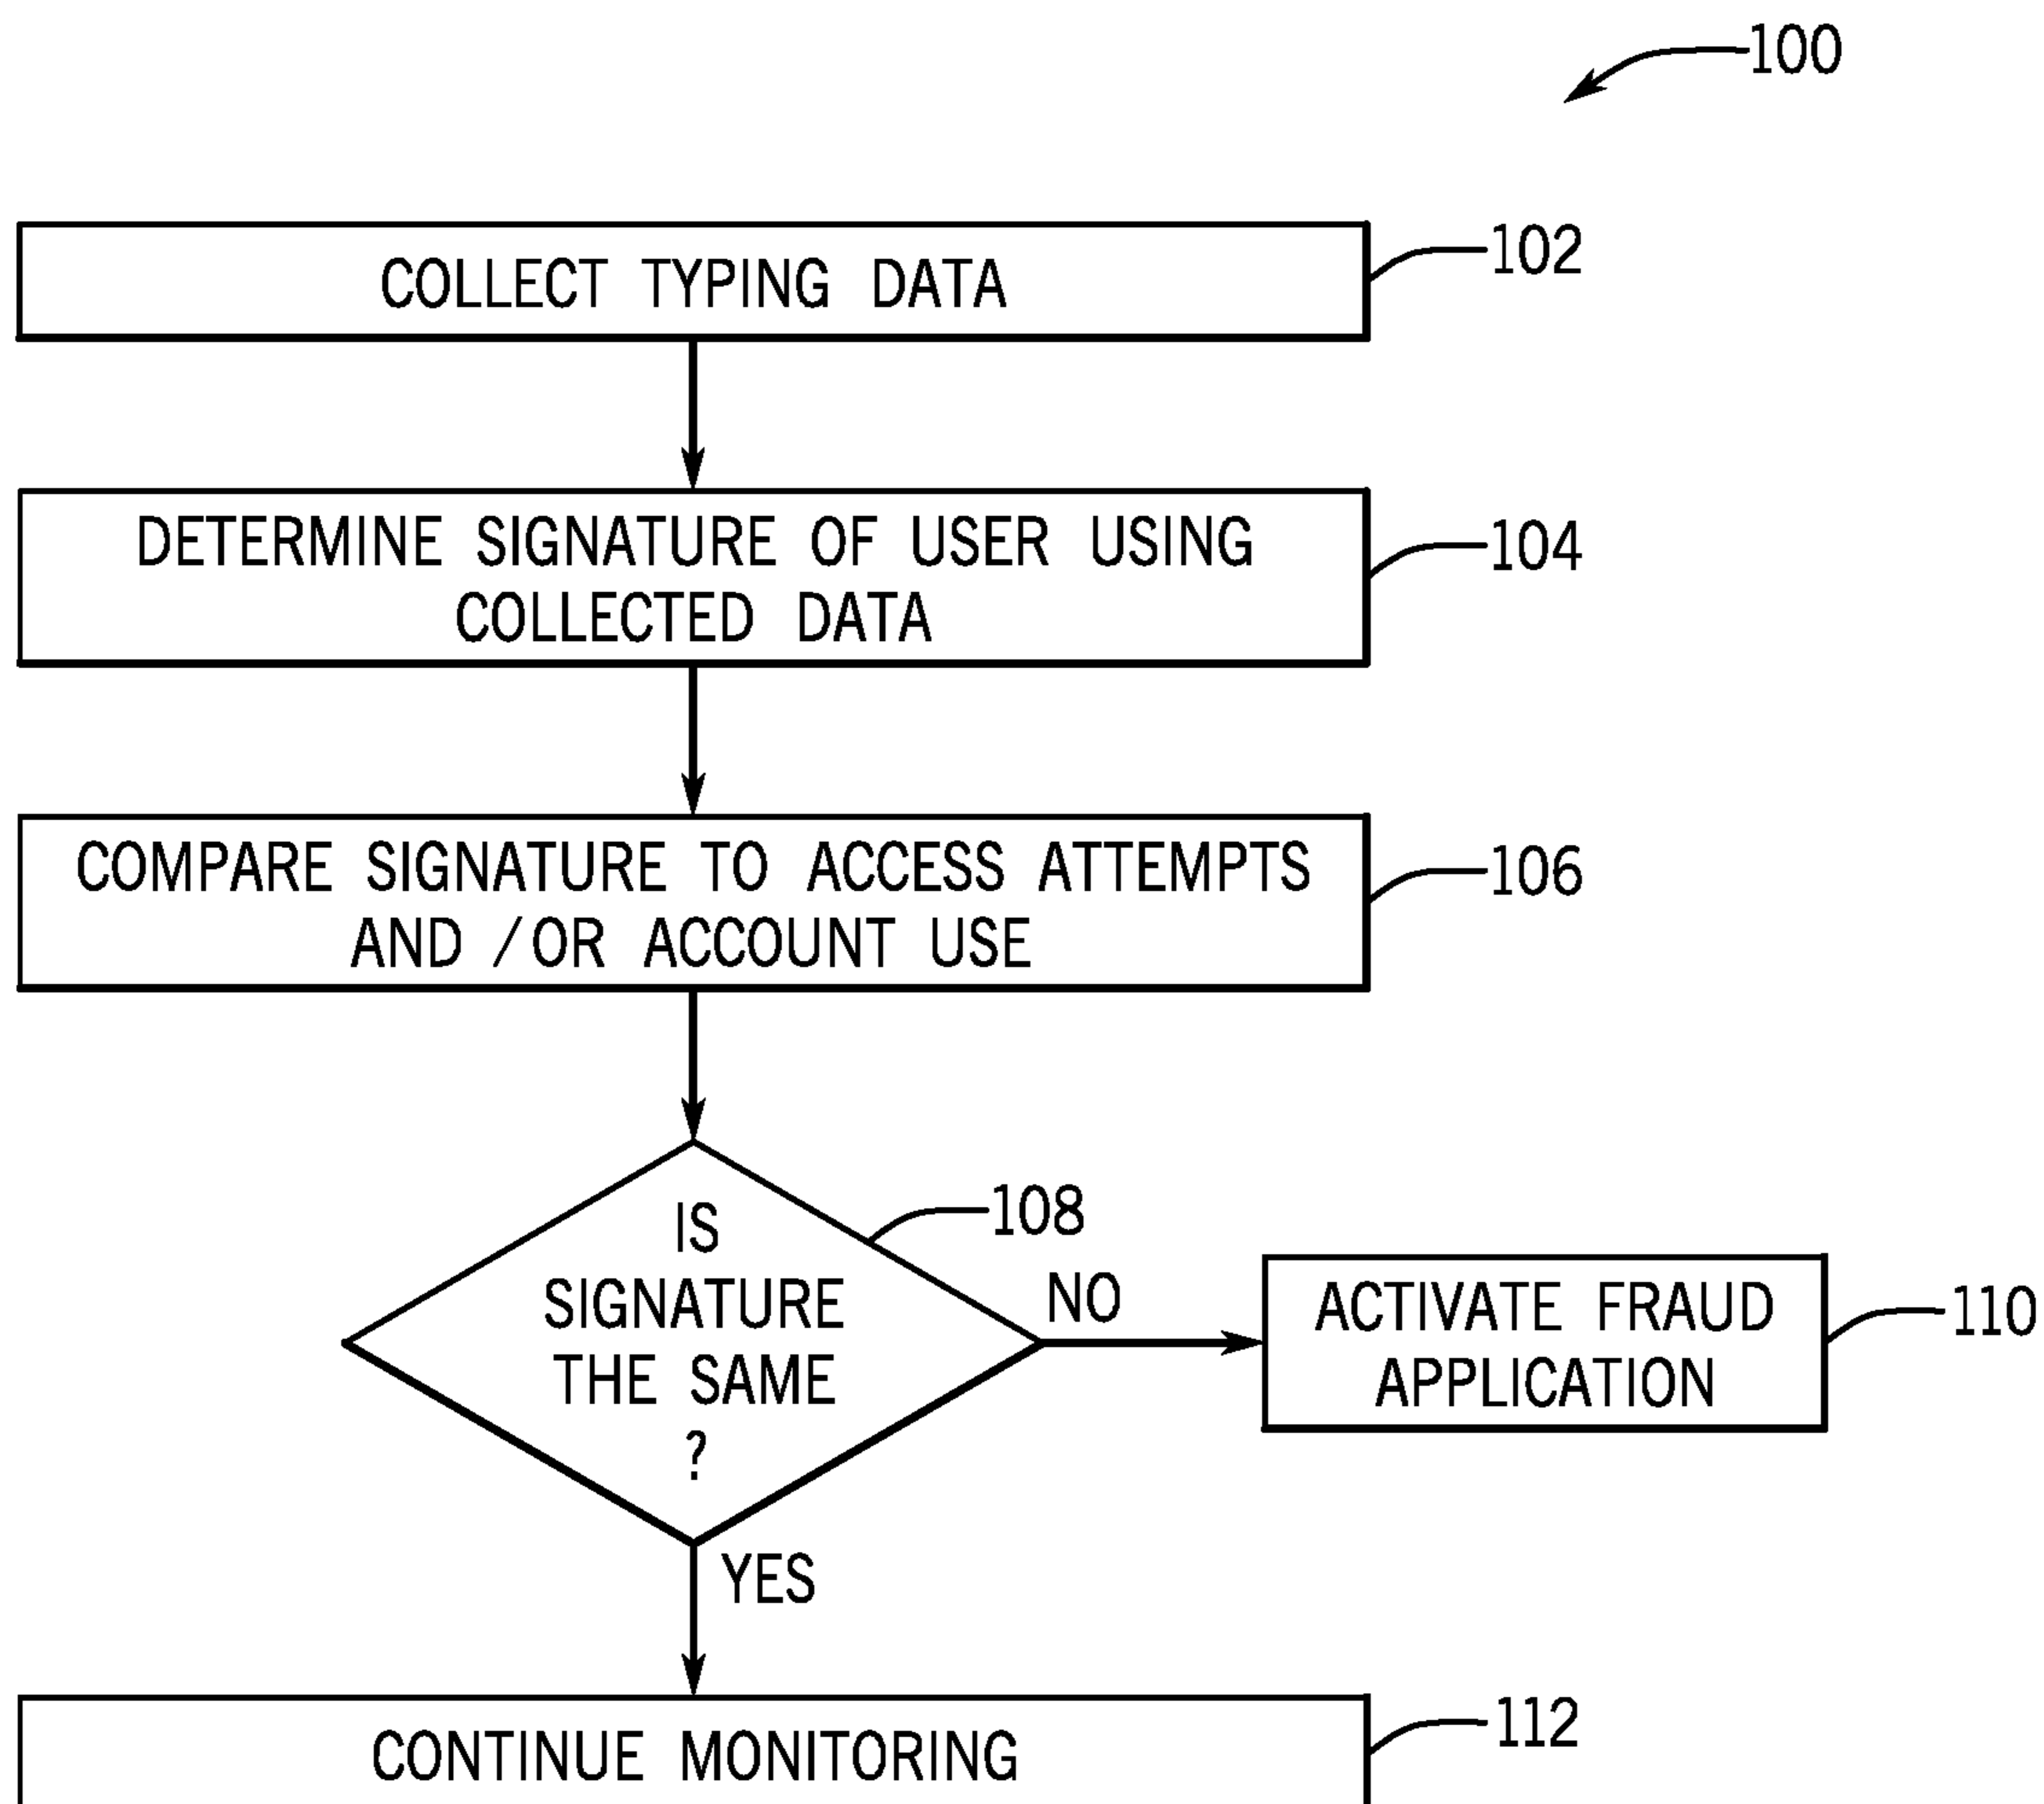 100
COLLECT TYPING DATA
102
DETERMINE SIGNATURE OF USER USING
COLLECTED DATA
104
COMPARE SIGNATURE TO ACCESS ATTEMPTS
AND /OR ACCOUNT USE
106
IS
SIGNATURE
THE SAME
?
108
NO
ACTIVATE FRAUD
APPLICATION
110
YES
CONTINUE MONITORING
112